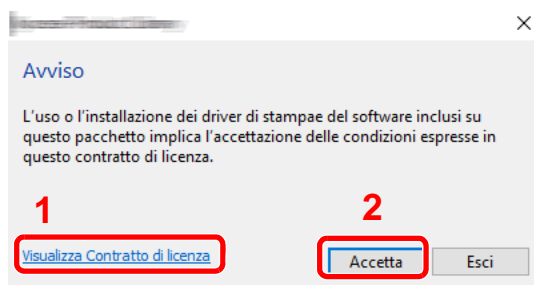 Avviso
L'uso o l'installazione dei driver di stampae del software inclusi su
questo pacchetto implica l'accettazione delle condizioni espresse in
questo contratto di licenza.
1
2
Visualizza Contratto di licenza
Accetta
Esci